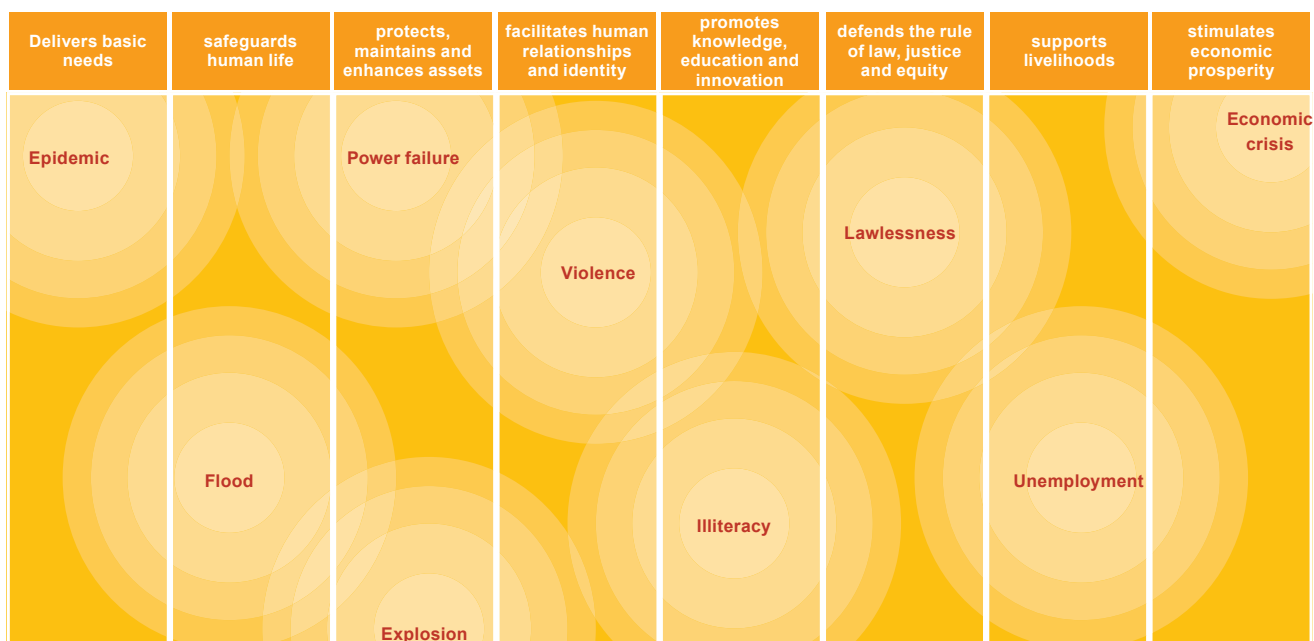 Delivers basic
needs
safeguards
human life
protects,
maintains and
enhances assets
facilitates human
relationships
and identity
promotes
knowledge,
education and
innovation
defends the rule
of law, justice
and equity
supports
livelihoods
stimulates
economic
prosperity
Epidemic
Power failure
Economic
crisis
Violence
Lawlessness
Flood
Unemployment
Illiteracy
Explosion